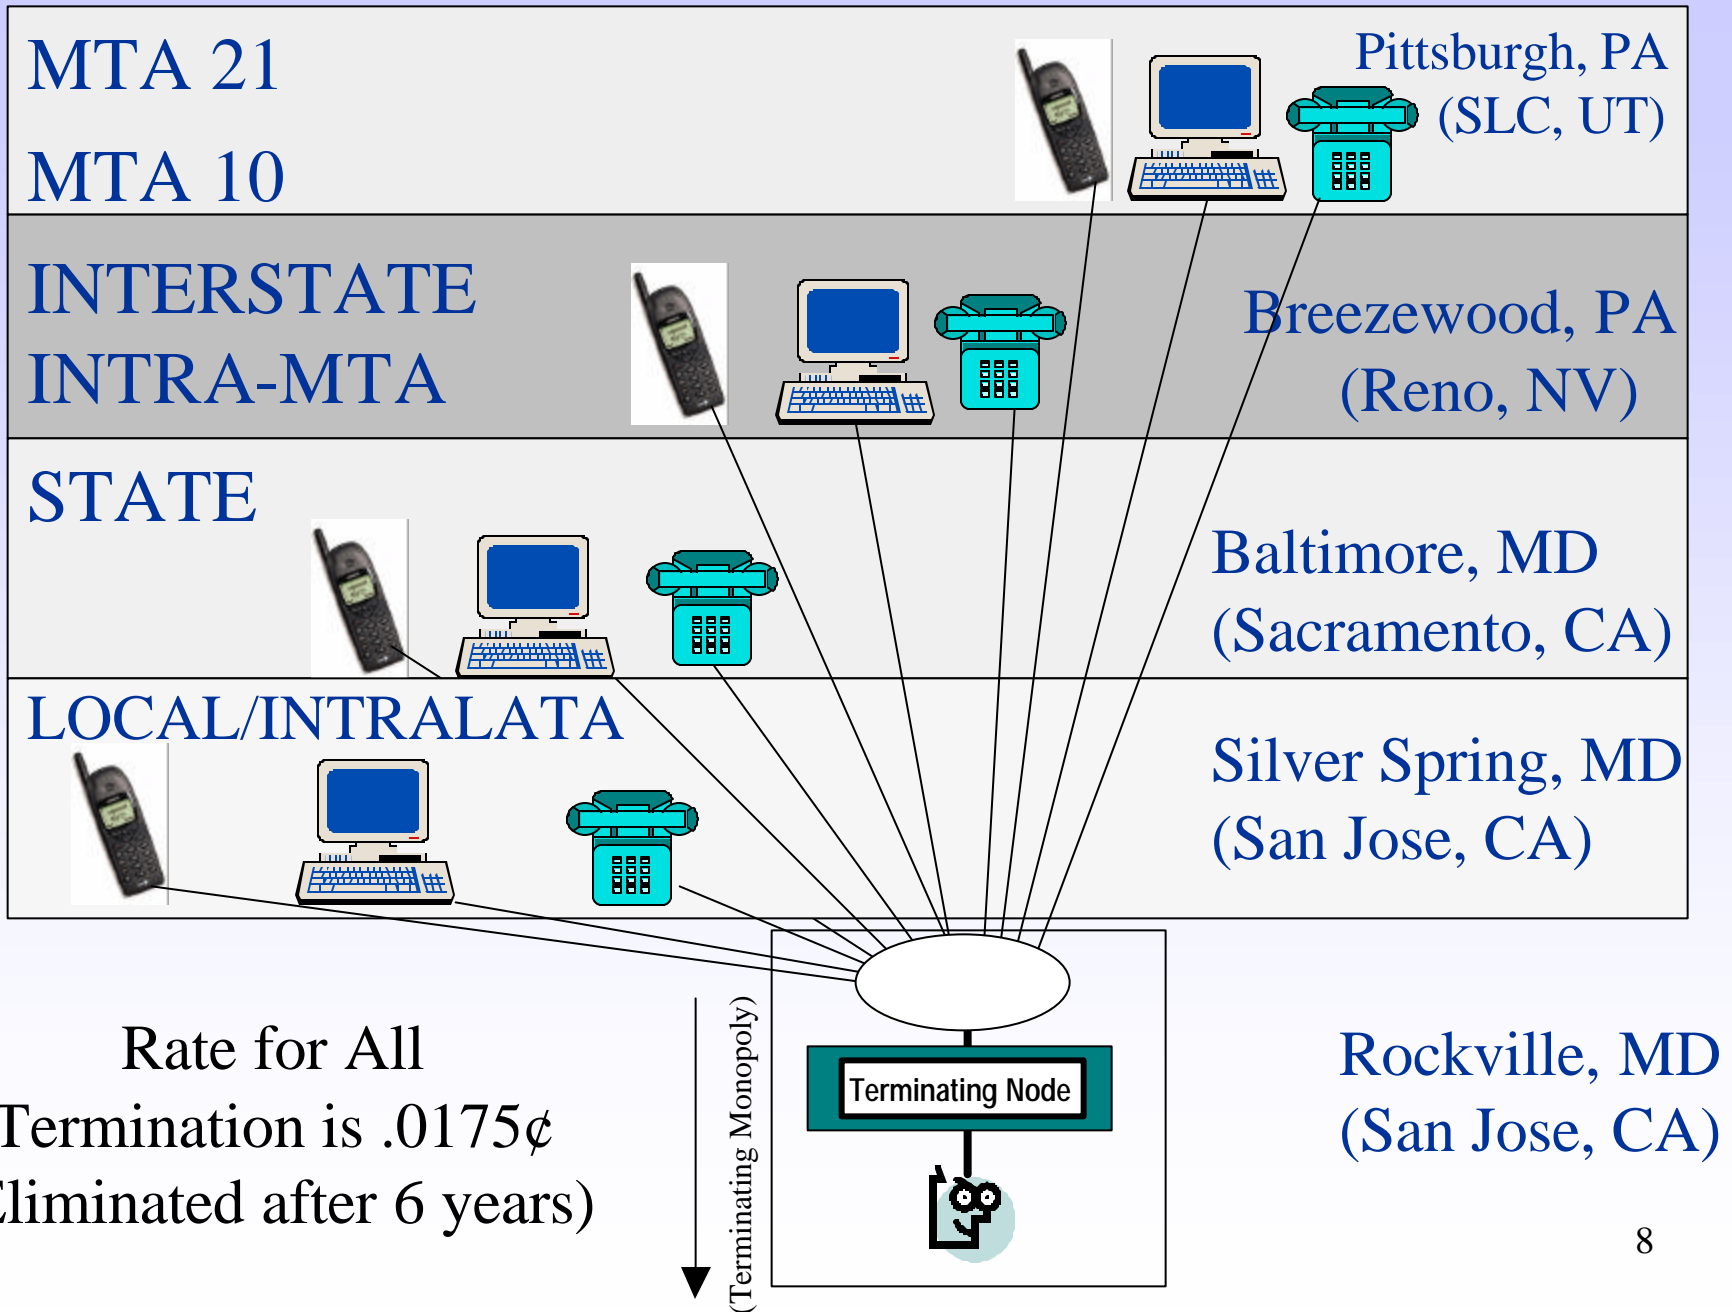 MTA 21
MTA 10
Pittsburgh, PA
(SLC, UT)
INTERSTATE
INTRA-MTA
Breezewood, PA
(Reno, NV)
STATE
Baltimore, MD
(Sacramento, CA)
LOCAL/INTRALATA
Silver Spring, MD
(San Jose, CA)
Rate for All
Termination is .0175¢
Eliminated after 6 years)
(Terminating Monopoly)
Terminating Node
Rockville, MD
(San Jose, CA)
8